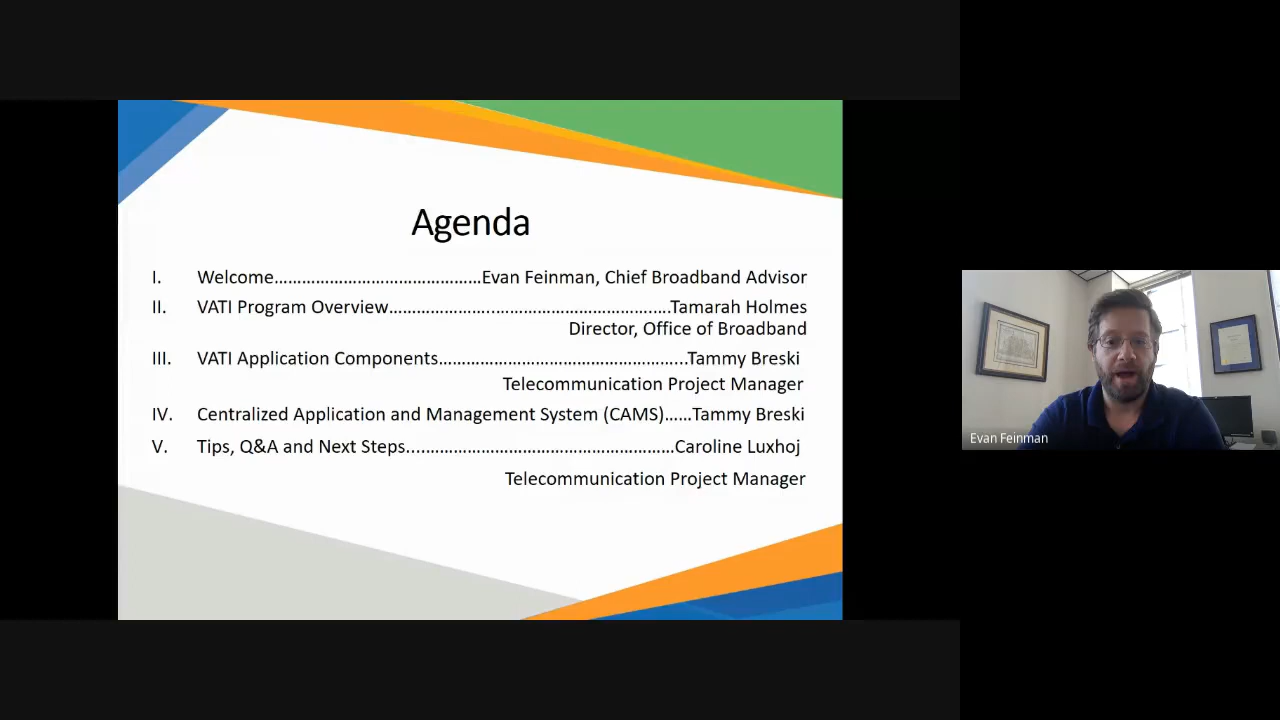 Agenda
I. Welcome……………………………………Evan Feinman, Chief Broadband Advisor
II. VATI Program Overview………………..……………………….….Tamarah Holmes
Director, Office of Broadband
III. VATI Application Components……………………………………...Tammy Breski
Telecommunication Project Manager
IV. Centralized Application and Management System (CAMS)……Tammy Breski
V. Tips, Q&A and Next Steps....………………………………………Caroline Luxhoj
Telecommunication Project Manager
Evan Feinman